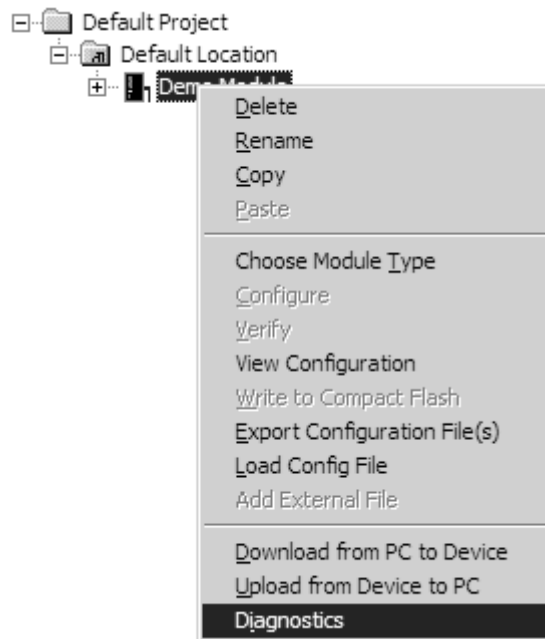 Default Project
Default Location
Demo Module
Delete
Rename
Copy
Paste
Choose Module Type
Configure
Verify
View Configuration
Write to Compact Flash
Export Configuration File(s)
Load Config File
Add External File
Download from PC to Device
Upload from Device to PC
Diagnostics